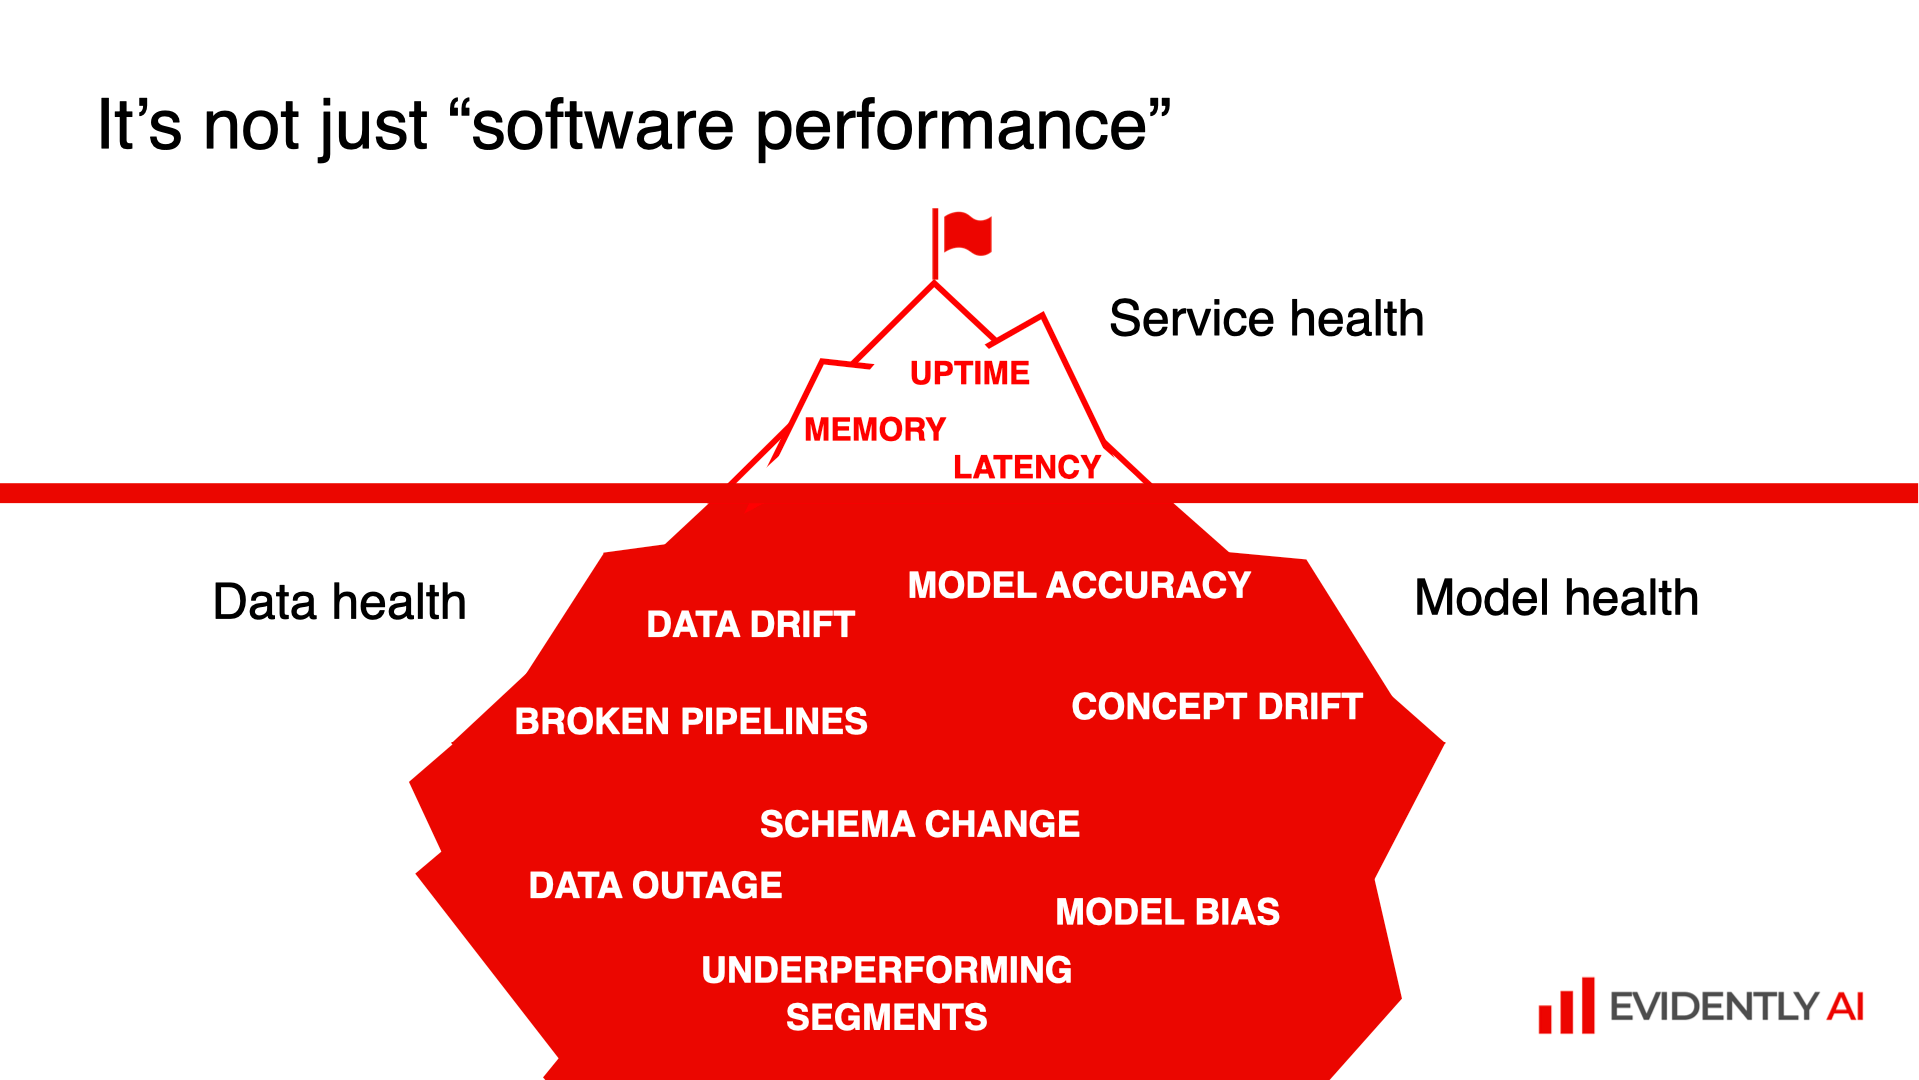 It’s not just “software performance”
Service health
UPTIME
MEMORY
LATENCY
Data health
Model health
MODEL ACCURACY
DATA DRIFT
CONCEPT DRIFT
BROKEN PIPELINES
SCHEMA CHANGE
DATA OUTAGE
MODEL BIAS
UNDERPERFORMING
SEGMENTS
EVIDENTLY AI